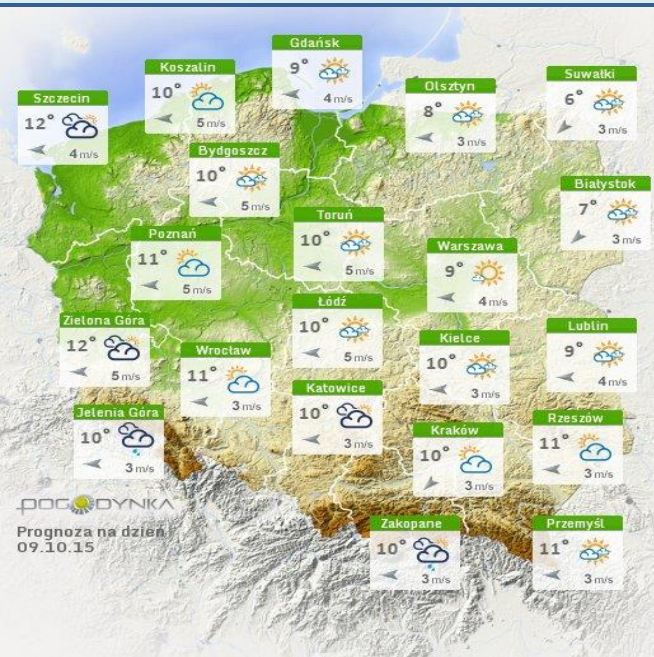 Gdańsk
9°
4 m/s
Koszalin
10°
5 m/s
Suwałki
6°
3 m/s
Olsztyn
8°
3 m/s
Szczecin
12°
4 m/s
Bydgoszcz
10°
5 m/s
Białystok
7°
3 m/s
Toruń
10°
5 m/s
Poznań
11°
5 m/s
Warszawa
9°
4 m/s
Łódź
10°
5 m/s
Zielona Góra
12°
5 m/s
Lublin
9°
4 m/s
Kielce
10°
3 m/s
Wrocław
11°
3 m/s
Katowice
10°
3 m/s
Jelenia Góra
10°
3 m/s
Rzeszów
11°
3 m/s
Kraków
10°
3 m/s
POGODYNKA
Prognoza na dzień
09.10.15
Zakopane
10°
3 m/s
Przemyśl
11°
3 m/s